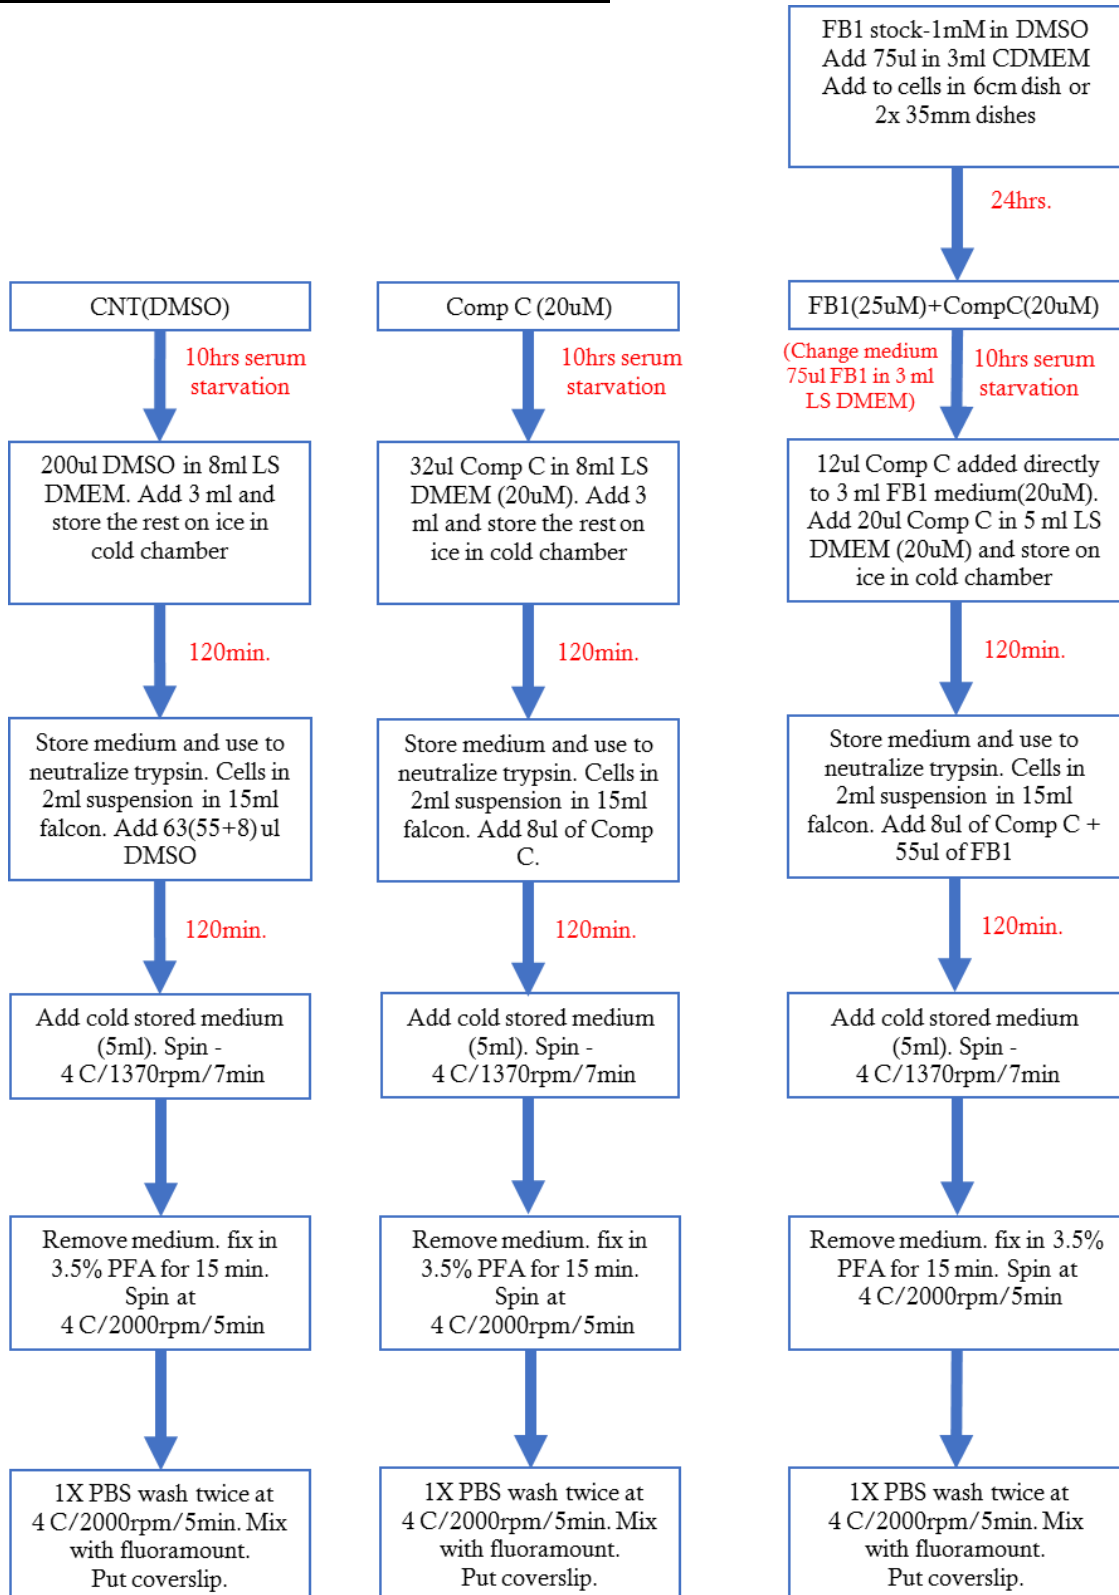 FB1 stock-1mM in DMSO
Add 75ul in 3ml CDMEM
Add to cells in 6cm dish or
2x 35mm dishes
24hrs.
CNT(DMSO)
10hrs serum
starvation
200ul DMSO in 8ml LS
DMEM. Add 3 ml and
store the rest on ice in
cold chamber
120min.
Store medium and use to
neutralize trypsin. Cells in
2ml suspension in 15ml
falcon. Add 63(55+8) ul
DMSO
120min.
Add cold stored medium
(5ml). Spin -
4 C/1370rpm/7min
Remove medium. fix in
3.5% PFA for 15 min.
Spin at
4 C/2000rpm/5min
1X PBS wash twice at
4 C/2000rpm/5min. Mix
with fluoramount.
Put coverslip.
Comp C (20uM)
10hrs serum
starvation
32ul Comp C in 8ml LS
DMEM (20uM). Add 3
ml and store the rest on
ice in cold chamber
120min.
Store medium and use to
neutralize trypsin. Cells in
2ml suspension in 15ml
falcon. Add 8ul of Comp
C.
120min.
Add cold stored medium
(5ml). Spin -
4 C/1370rpm/7min
Remove medium. fix in
3.5% PFA for 15 min.
Spin at
4 C/2000rpm/5min
1X PBS wash twice at
4 C/2000rpm/5min. Mix
with fluoramount.
Put coverslip.
FB1(25uM)+CompC(20uM)
(Change medium
75ul FB1 in 3 ml
LS DMEM)
10hrs serum
starvation
12ul Comp C added directly
to 3 ml FB1 medium(20uM).
Add 20ul Comp C in 5 ml LS
DMEM (20uM) and store on
ice in cold chamber
120min.
Store medium and use to
neutralize trypsin. Cells in
2ml suspension in 15ml
falcon. Add 8ul of Comp C +
55ul of FB1
120min.
Add cold stored medium
(5ml). Spin -
4 C/1370rpm/7min
Remove medium. fix in 3.5%
PFA for 15 min. Spin at
4 C/2000rpm/5min
1X PBS wash twice at
4 C/2000rpm/5min. Mix
with fluoramount.
Put coverslip.